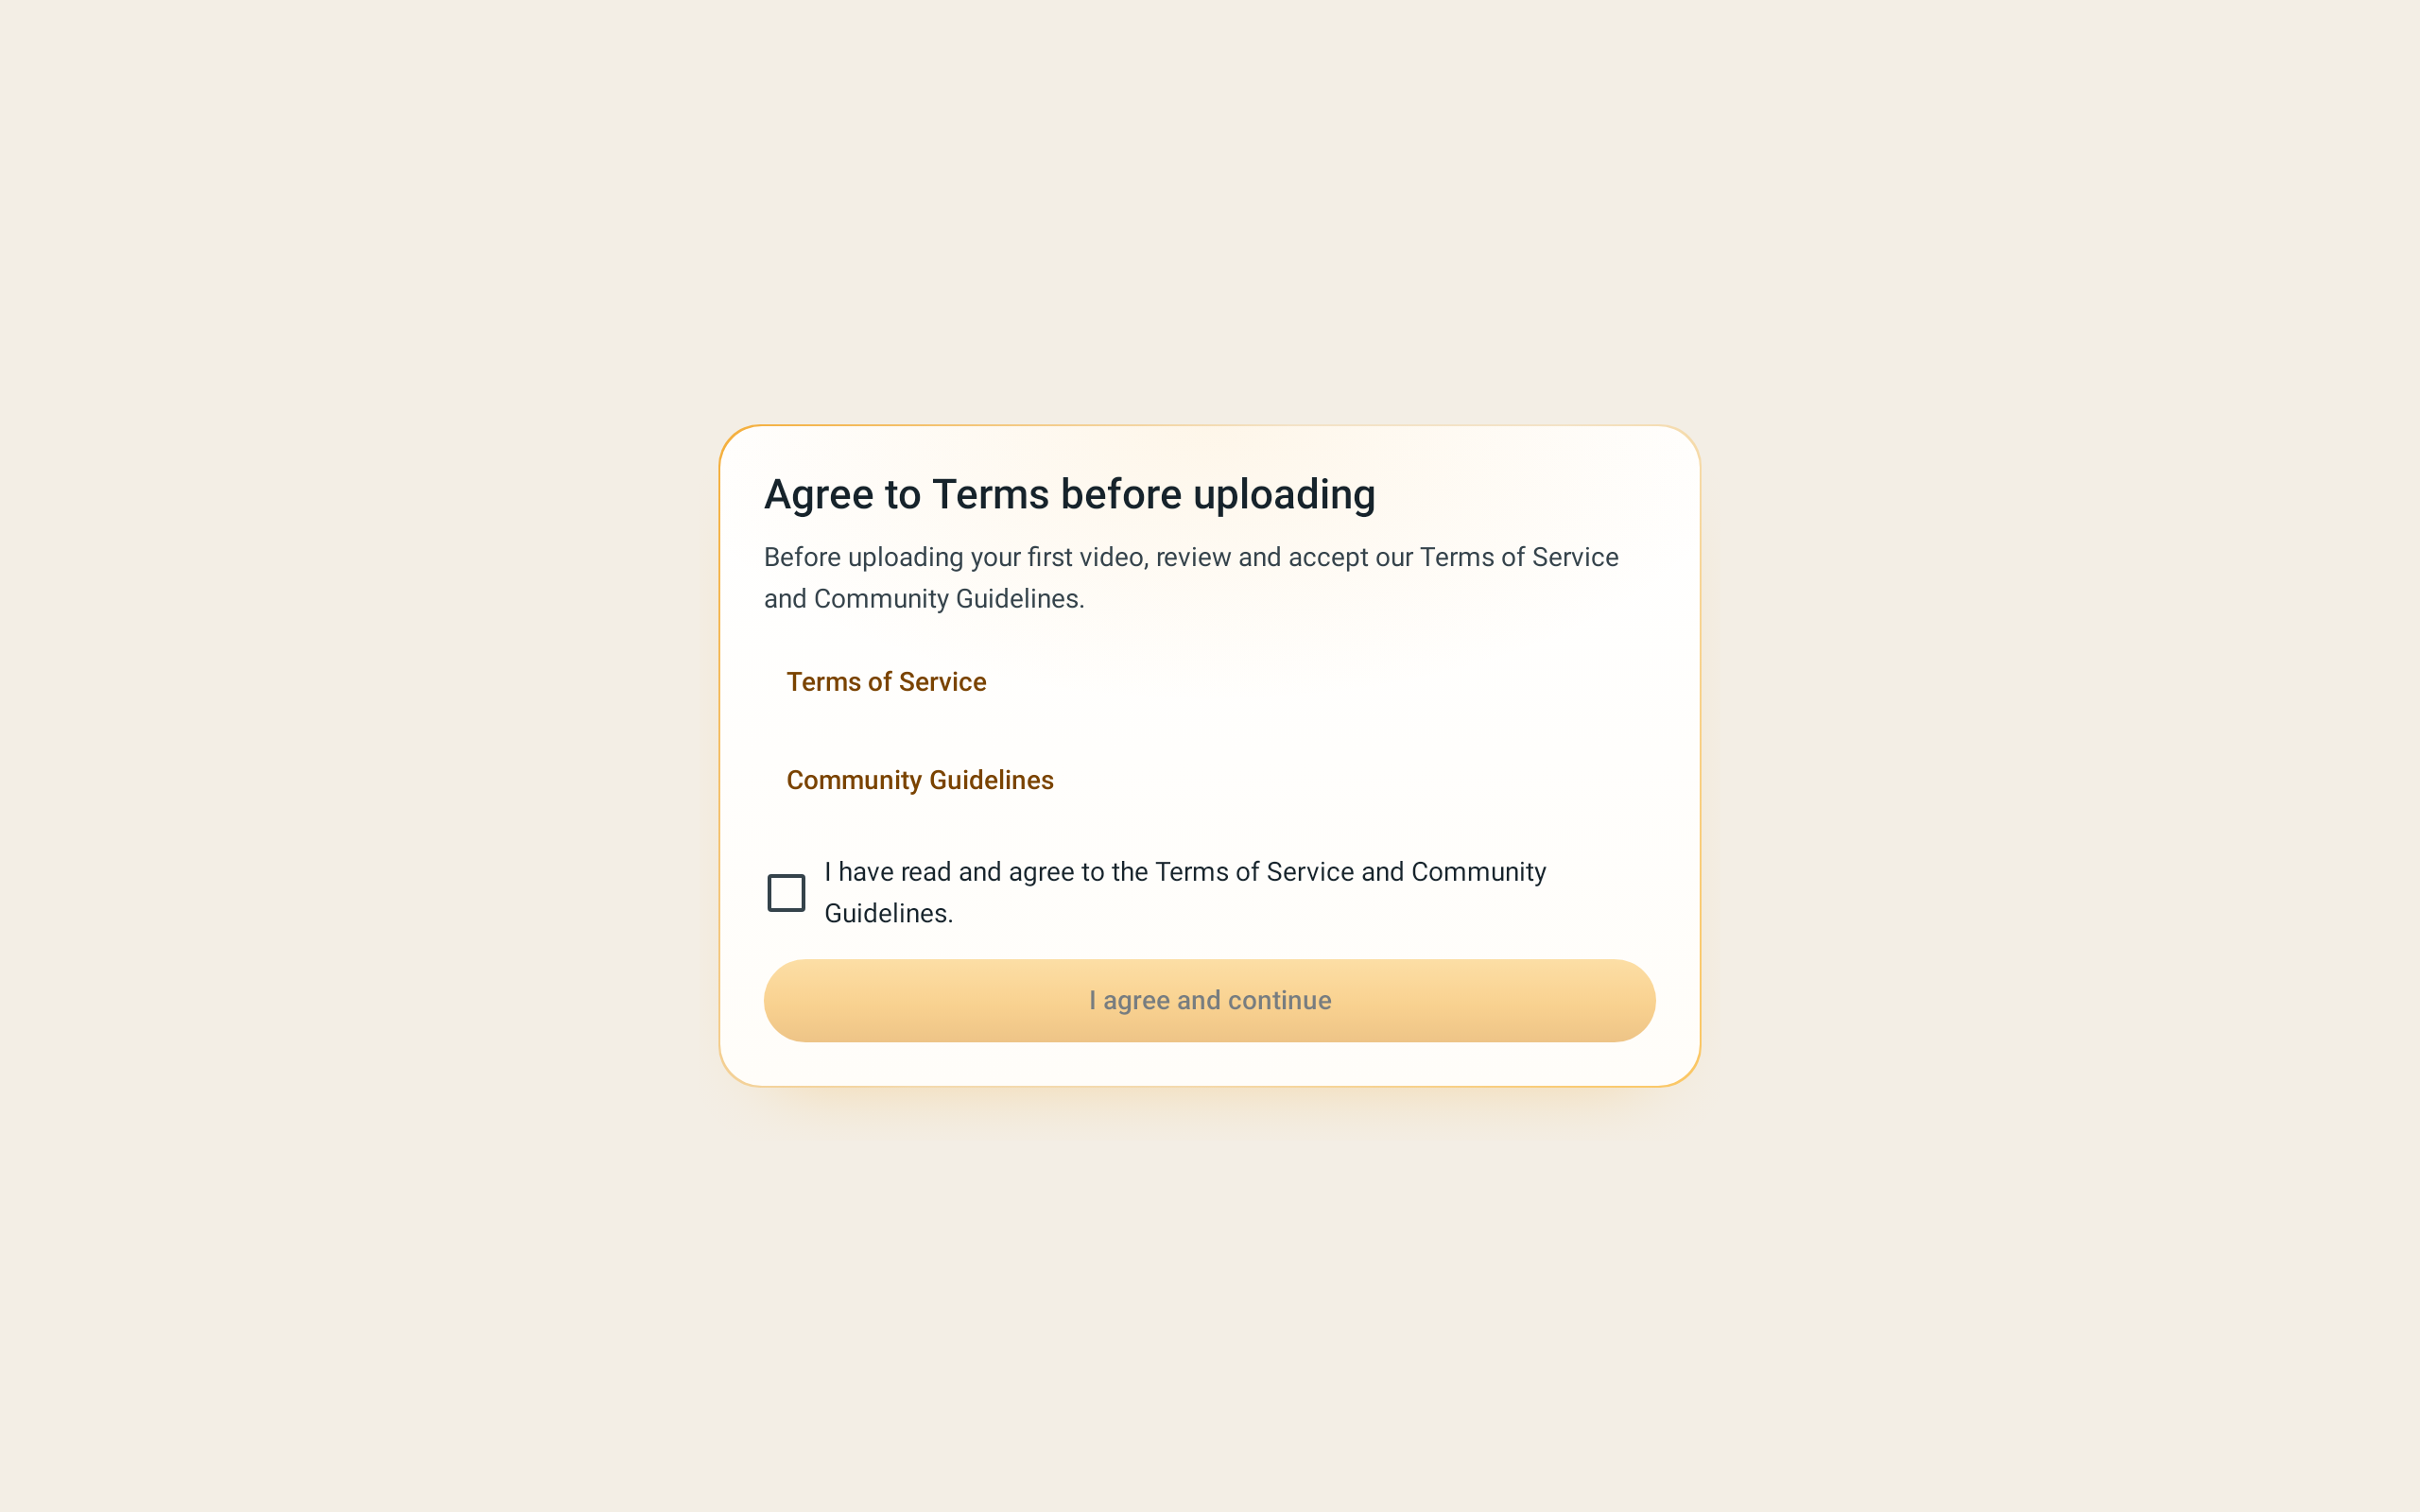 Agree to Terms before uploading
Before uploading your first video, review and accept our Terms of Service
and Community Guidelines.
Terms of Service
Community Guidelines
I have read and agree to the Terms of Service and Community
Guidelines.
I agree and continue